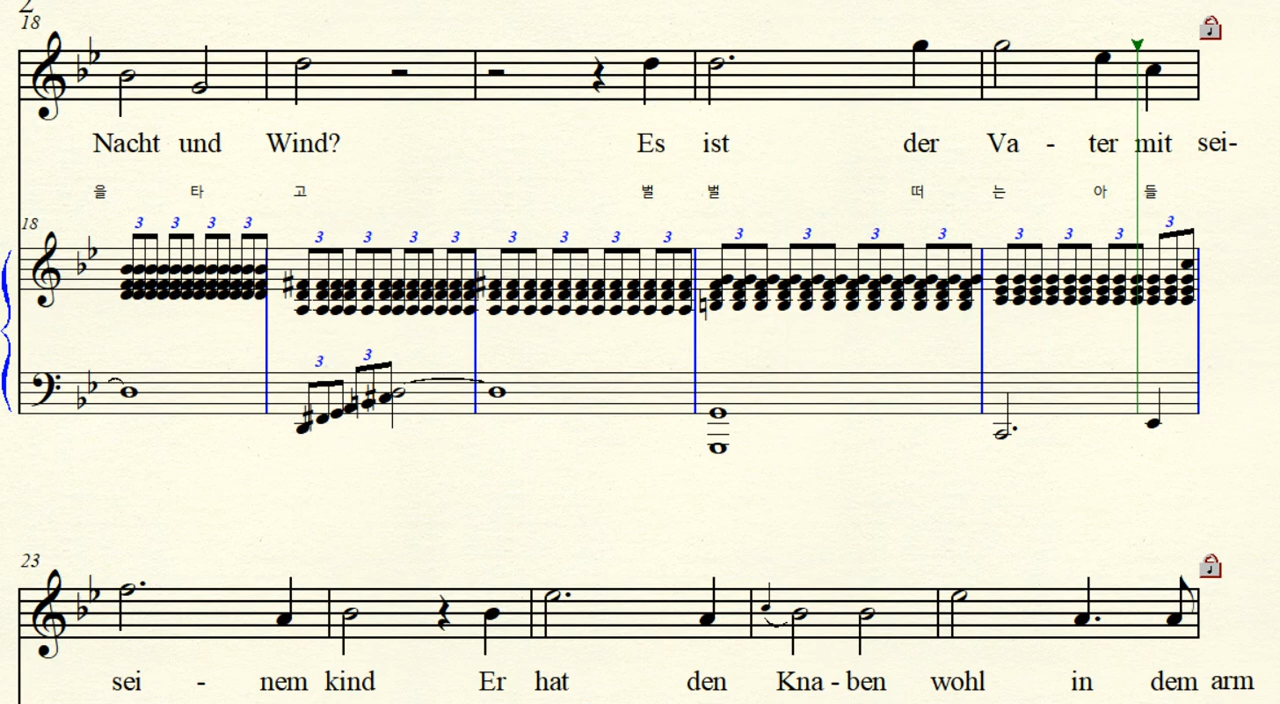 2
18
Nacht und Wind? Es ist der Va - ter mit sei-
을 타 고 벌 벌 떠 는 아 들
3 3 3 3 3 3 3 3 3 3 3 3 3 3 3 3 3 3 3 3
18
3 3
23
sei - nem kind Er hat den Kna - ben wohl in dem arm